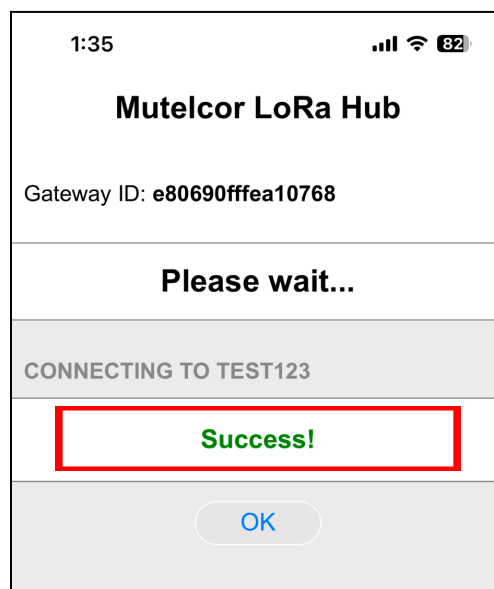 1:35 82
Mutelcor LoRa Hub
Gateway ID: e80690fffea10768
Please wait...
CONNECTING TO TEST123
Success!
OK